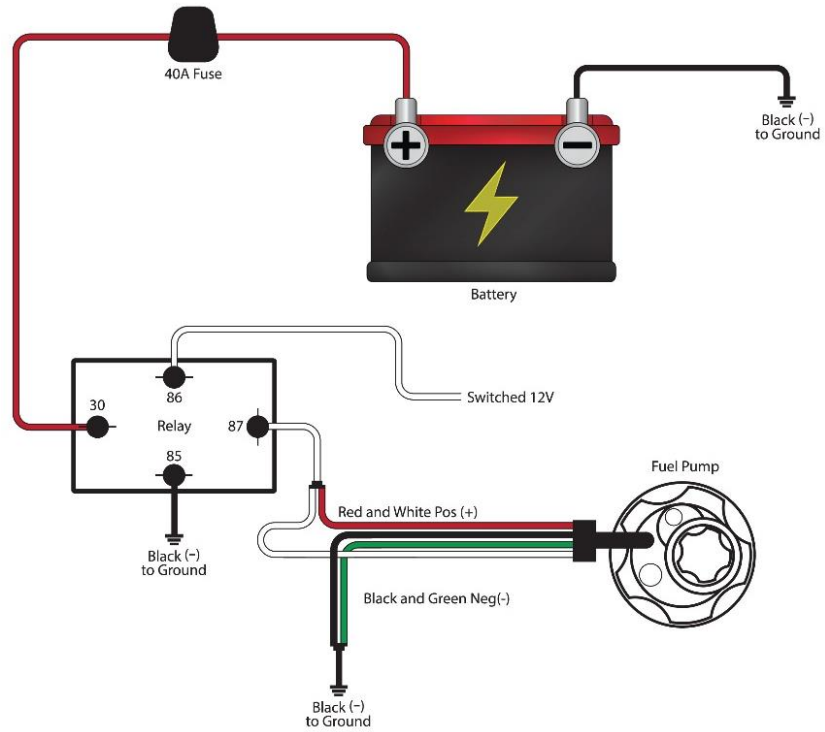 40A Fuse
Black (–)
to Ground
+
–
Battery
Switched 12V
86
30
Relay
87
85
Black (–)
to Ground
Fuel Pump
Red and White Pos (+)
Black and Green Neg(-)
Black (–)
to Ground